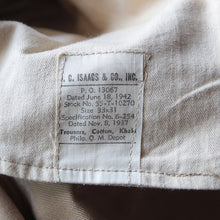 I. C. ISAACS & CO., INC.
P. O. 13067
Dated June 18, 1942
Stock No. 55-T-10270
Size 33x31
Specification No. 6-254
Dated Nov. 8, 1937
Trousers, Cotton, Khaki
Phila. Q. M. Depot